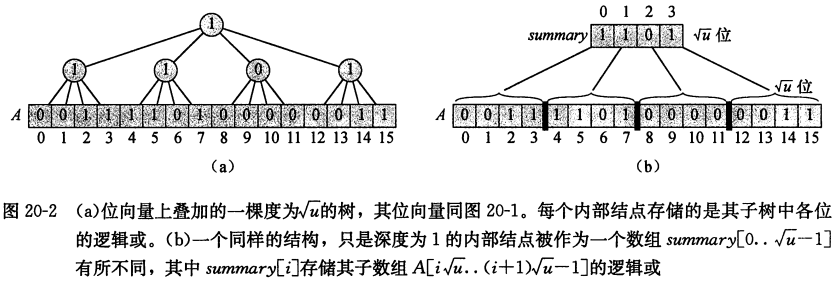 1
1 1 0 1
A 0 0 1 1 1 1 0 1 0 0 0 0 0 0 1 1
0 1 2 3 4 5 6 7 8 9 10 11 12 13 14 15
(a)
0 1 2 3
summary 1 1 0 1 √u 位
√u 位
A 0 0 1 1 1 1 0 1 0 0 0 0 0 0 1 1
0 1 2 3 4 5 6 7 8 9 10 11 12 13 14 15
(b)
图 20-2 (a)位向量上叠加的一棵度为√u的树，其位向量同图 20-1。每个内部结点存储的是其子树中各位
的逻辑或。(b)一个同样的结构，只是深度为 1 的内部结点被作为一个数组 summary[0..√u-1]
有所不同，其中 summary[i]存储其子数组 A[i√u..(i+1)√u-1]的逻辑或